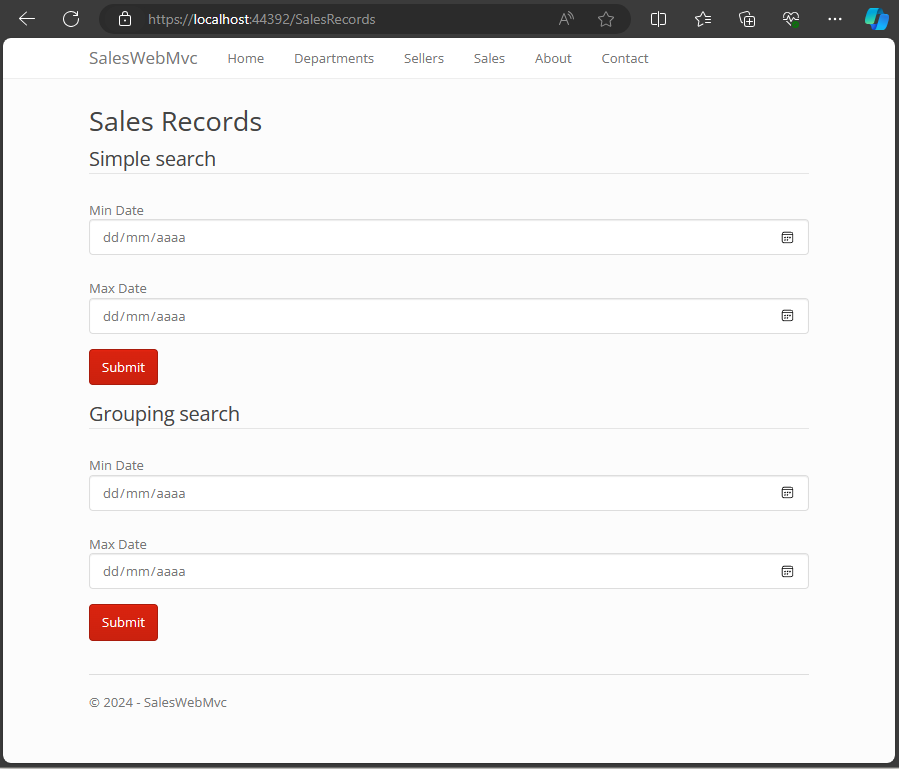 https://localhost:44392/SalesRecords
SalesWebMvc Home Departments Sellers Sales About Contact
Sales Records
Simple search
Min Date
dd/mm/aaaa
Max Date
dd/mm/aaaa
Submit
Grouping search
Min Date
dd/mm/aaaa
Max Date
dd/mm/aaaa
Submit
© 2024 - SalesWebMvc